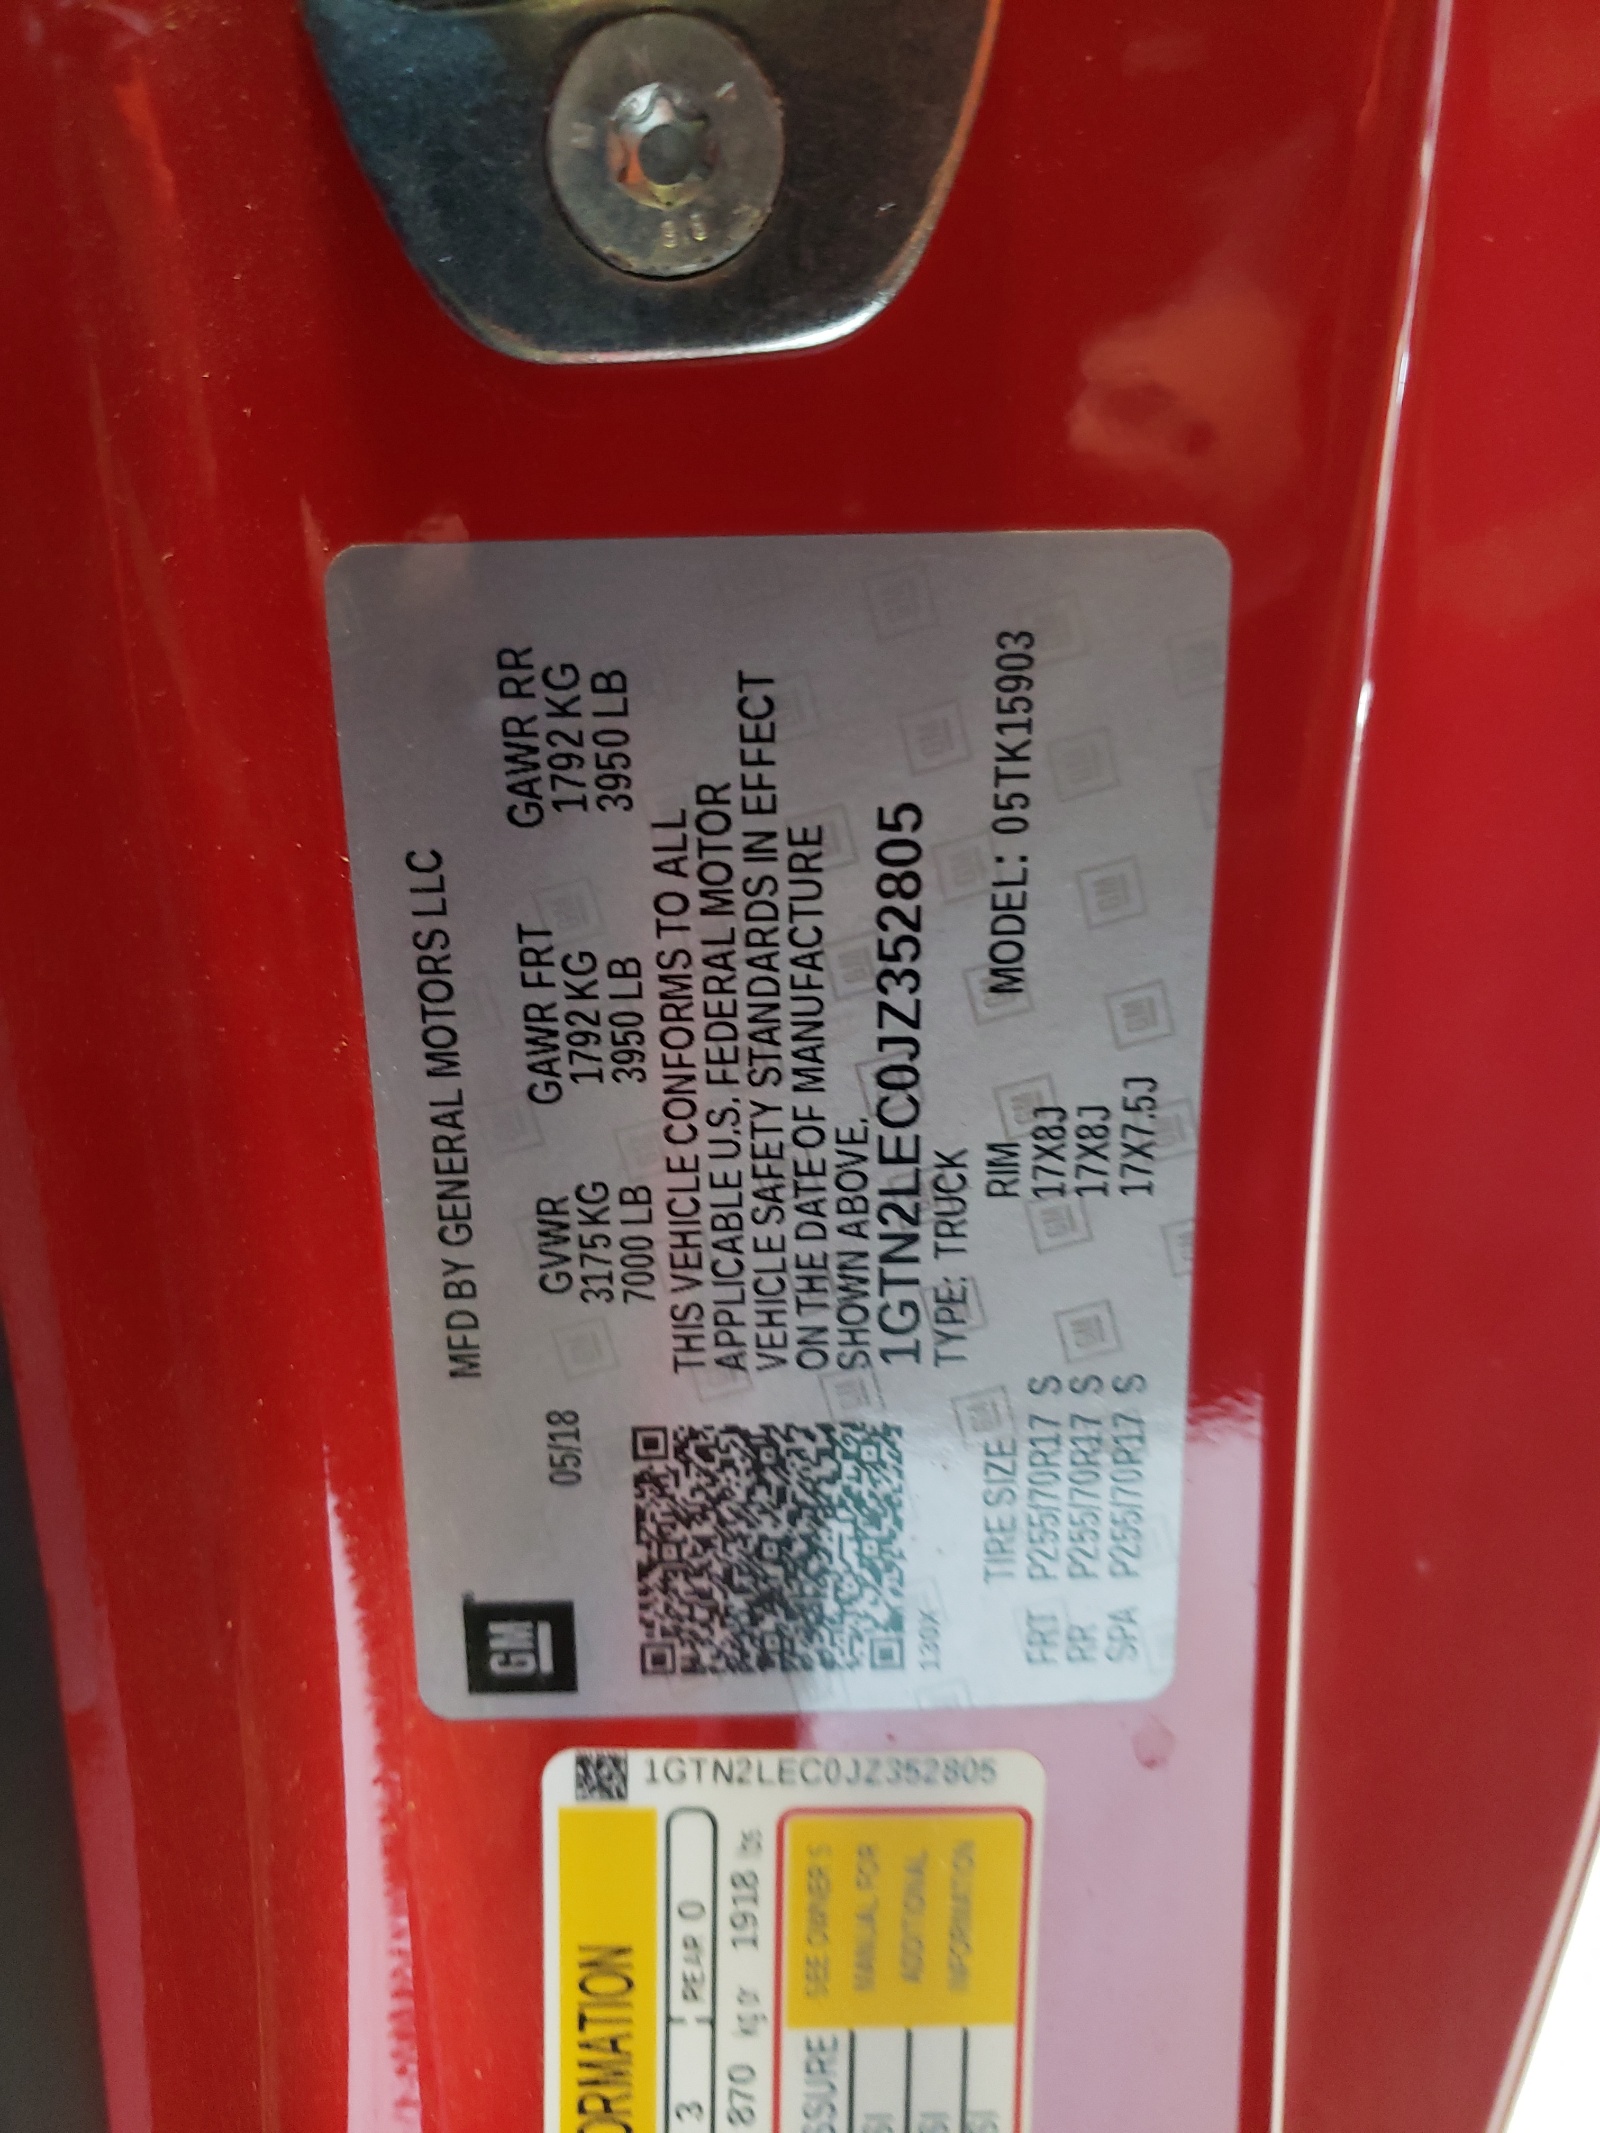 GM
MFD BY GENERAL MOTORS LLC
05/18 GVWR GAWR FRT GAWR RR
3175 KG 1792 KG 1792 KG
7000 LB 3950 LB 3950 LB
THIS VEHICLE CONFORMS TO ALL
APPLICABLE U.S. FEDERAL MOTOR
VEHICLE SAFETY STANDARDS IN EFFECT
ON THE DATE OF MANUFACTURE
SHOWN ABOVE.
1GTN2LEC0JZ352805
TYPE: TRUCK
130X
TIRE SIZE RIM MODEL: 05TK15903
FRT P255/70R17 S 17X8J
RR P255/70R17 S 17X8J
SPA P255/70R17 S 17X7.5J
1GTN2LEC0JZ352805
ORMATION
3 REAR 0
870 kg or 1918 lbs
SSURE
SI
SI
SI
SEE OWNER'S
MANUAL FOR
ADDITIONAL
INFORMATION